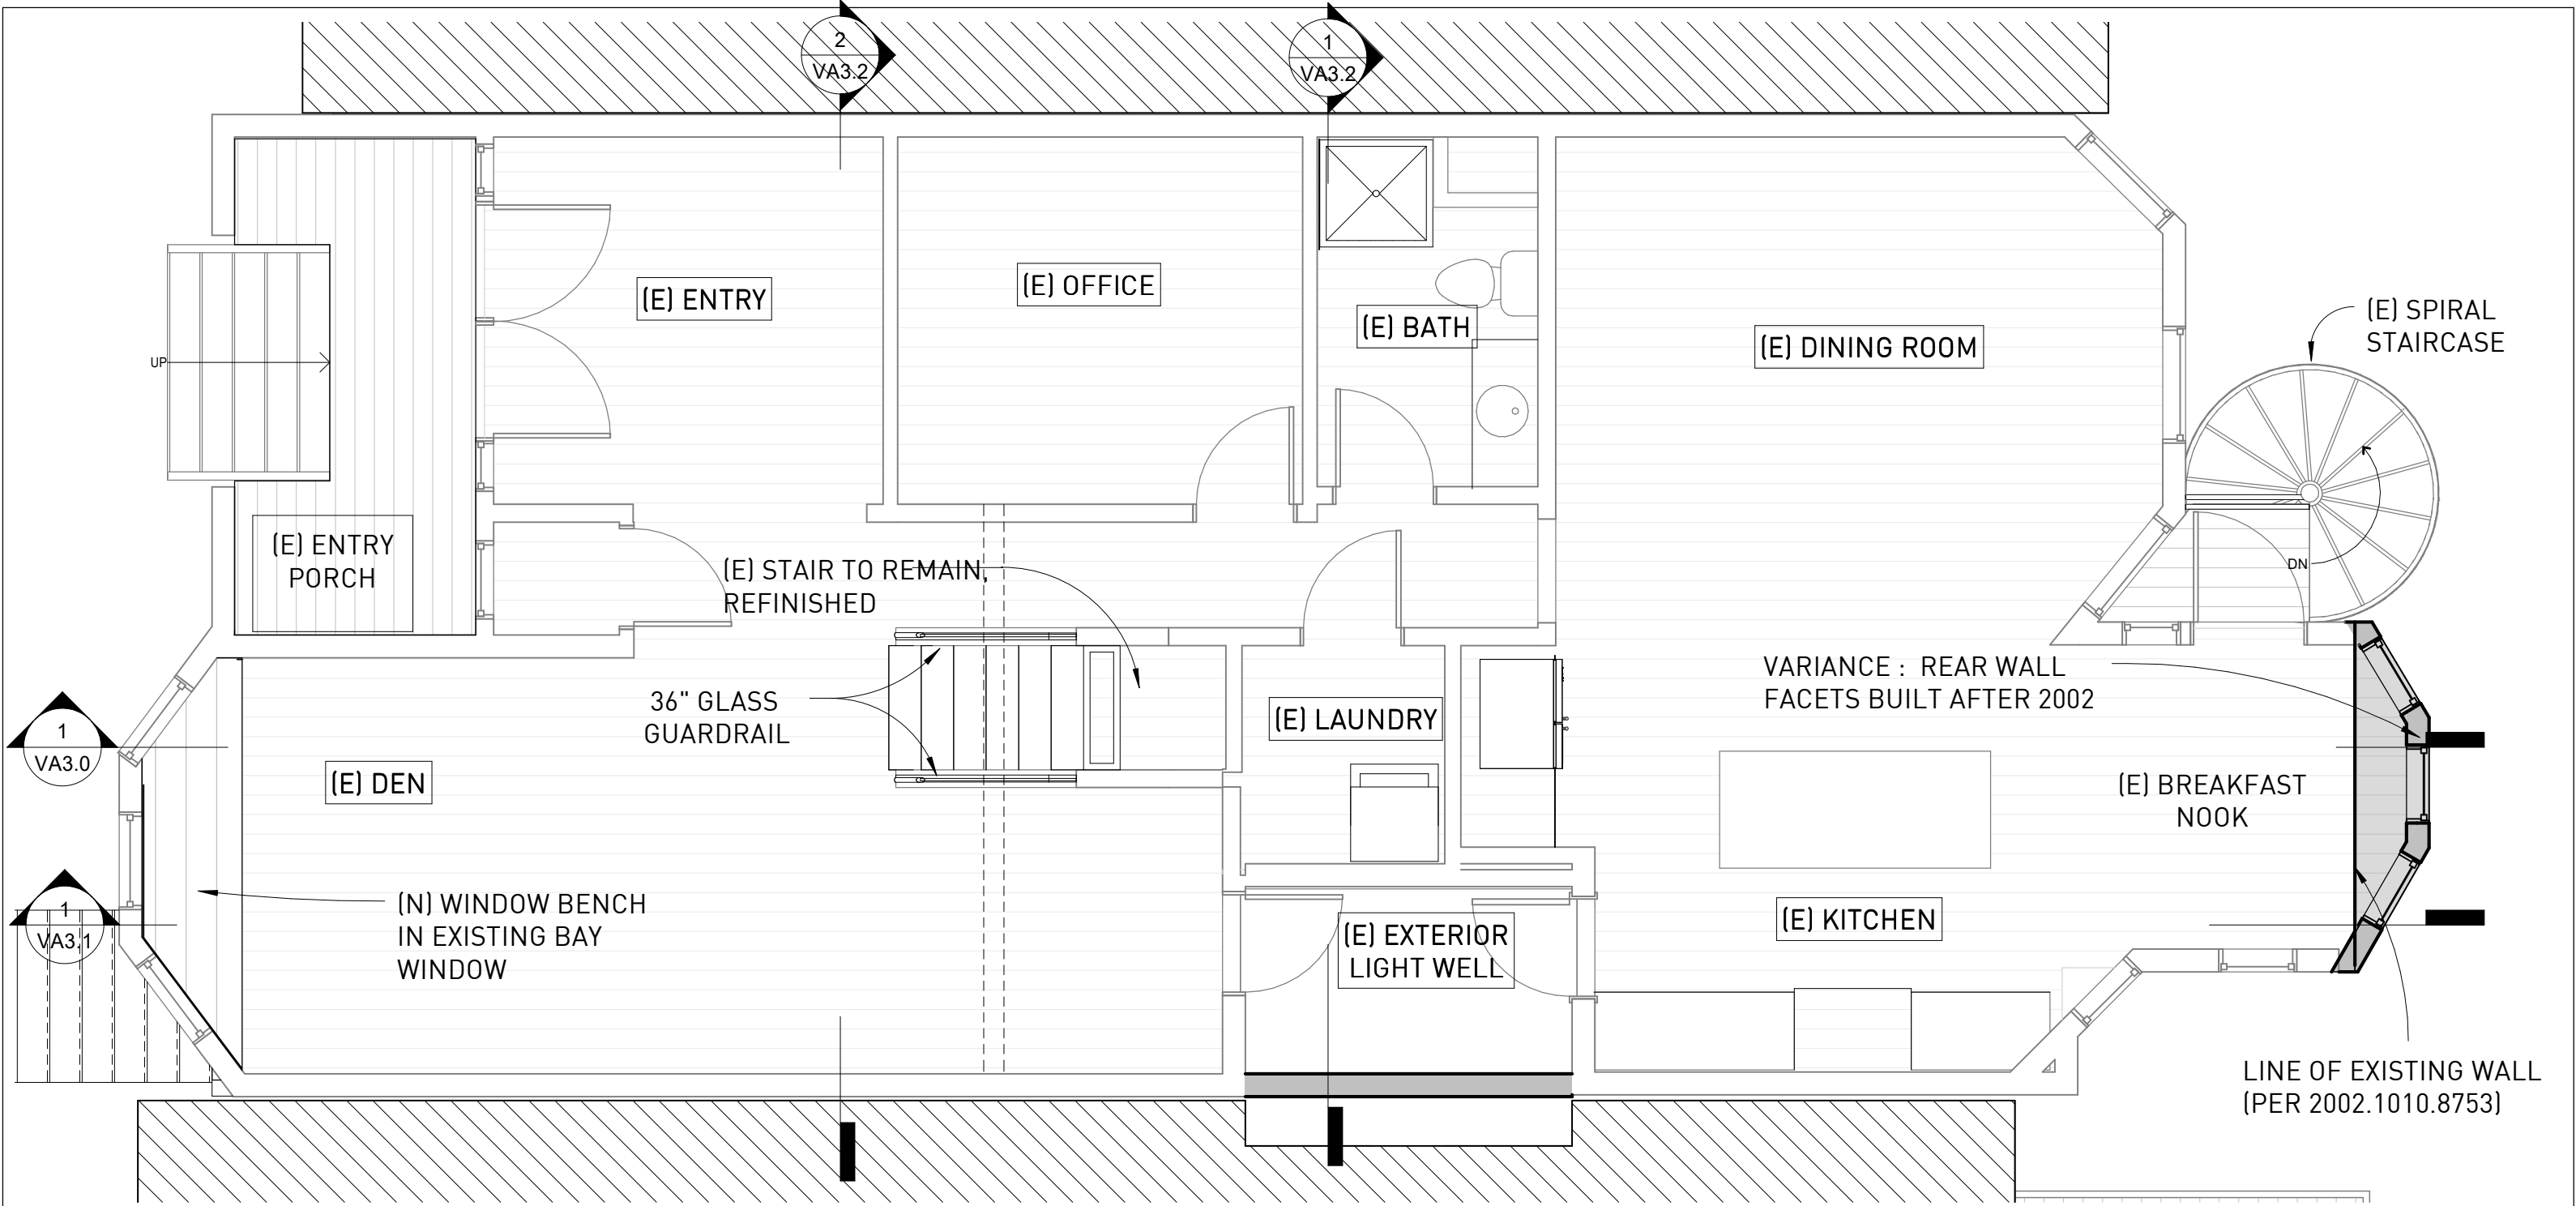 2
VA3.2
1
VA3.2
(E) ENTRY
(E) OFFICE
(E) BATH
(E) DINING ROOM
(E) SPIRAL
STAIRCASE
UP
(E) ENTRY
PORCH
(E) STAIR TO REMAIN,
REFINISHED
DN
36" GLASS
GUARDRAIL
(E) LAUNDRY
VARIANCE : REAR WALL
FACETS BUILT AFTER 2002
1
VA3.0
(E) DEN
(E) BREAKFAST
NOOK
1
VA3.1
(N) WINDOW BENCH
IN EXISTING BAY
WINDOW
(E) EXTERIOR
LIGHT WELL
(E) KITCHEN
LINE OF EXISTING WALL
(PER 2002.1010.8753)